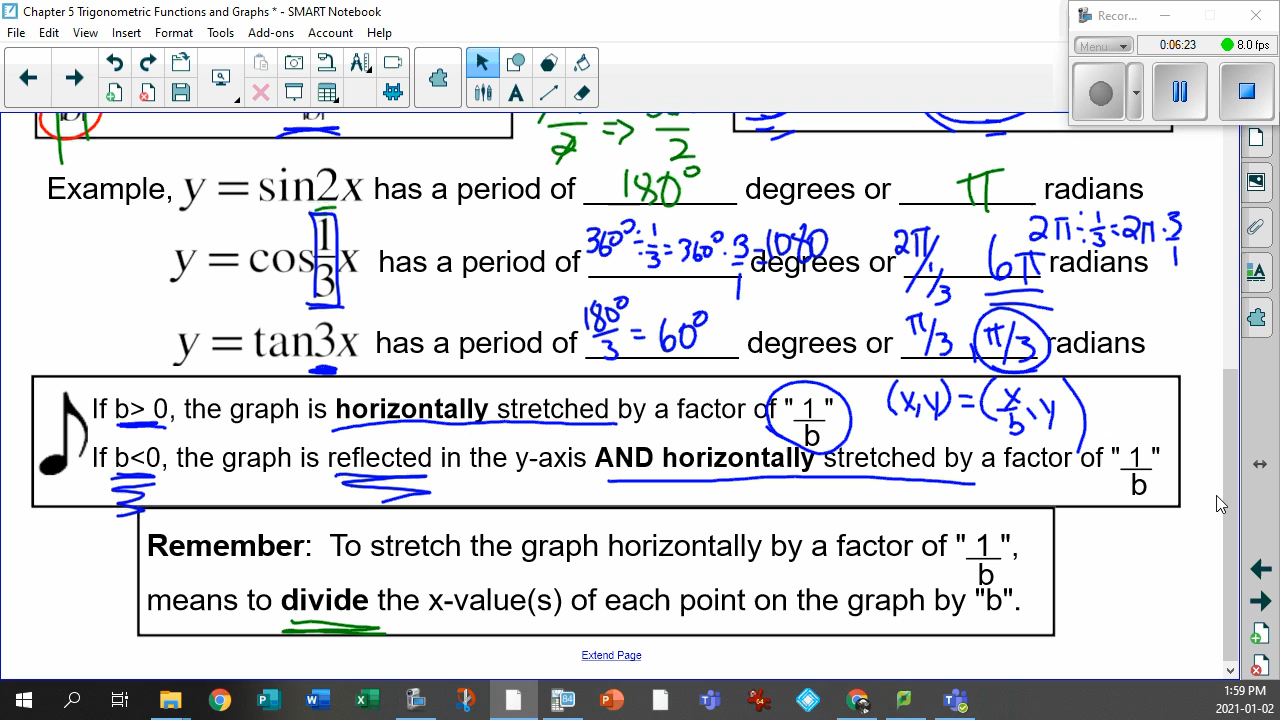 Chapter 5 Trigonometric Functions and Graphs * - SMART Notebook
File Edit View Insert Format Tools Add-ons Account Help
Recor...
Menu
00:06:23
8.0 fps
=>
2
Example, y = sin2x has a period of 180° degrees or π radians
y = cos 1/3 x has a period of 360° ÷ 1/3 = 360° · 3/1 = 1080 degrees or 2π/ 1/3 6π radians
2π ÷ 1/3 = 2π · 3/1
y = tan3x has a period of 180°/3 = 60° degrees or π/3 π/3 radians
If b> 0, the graph is horizontally stretched by a factor of " 1/b "
(x,y) = (x/b, y)
If b<0, the graph is reflected in the y-axis AND horizontally stretched by a factor of " 1/b "
Remember: To stretch the graph horizontally by a factor of " 1/b ",
means to divide the x-value(s) of each point on the graph by "b".
Extend Page
1:59 PM
2021-01-02